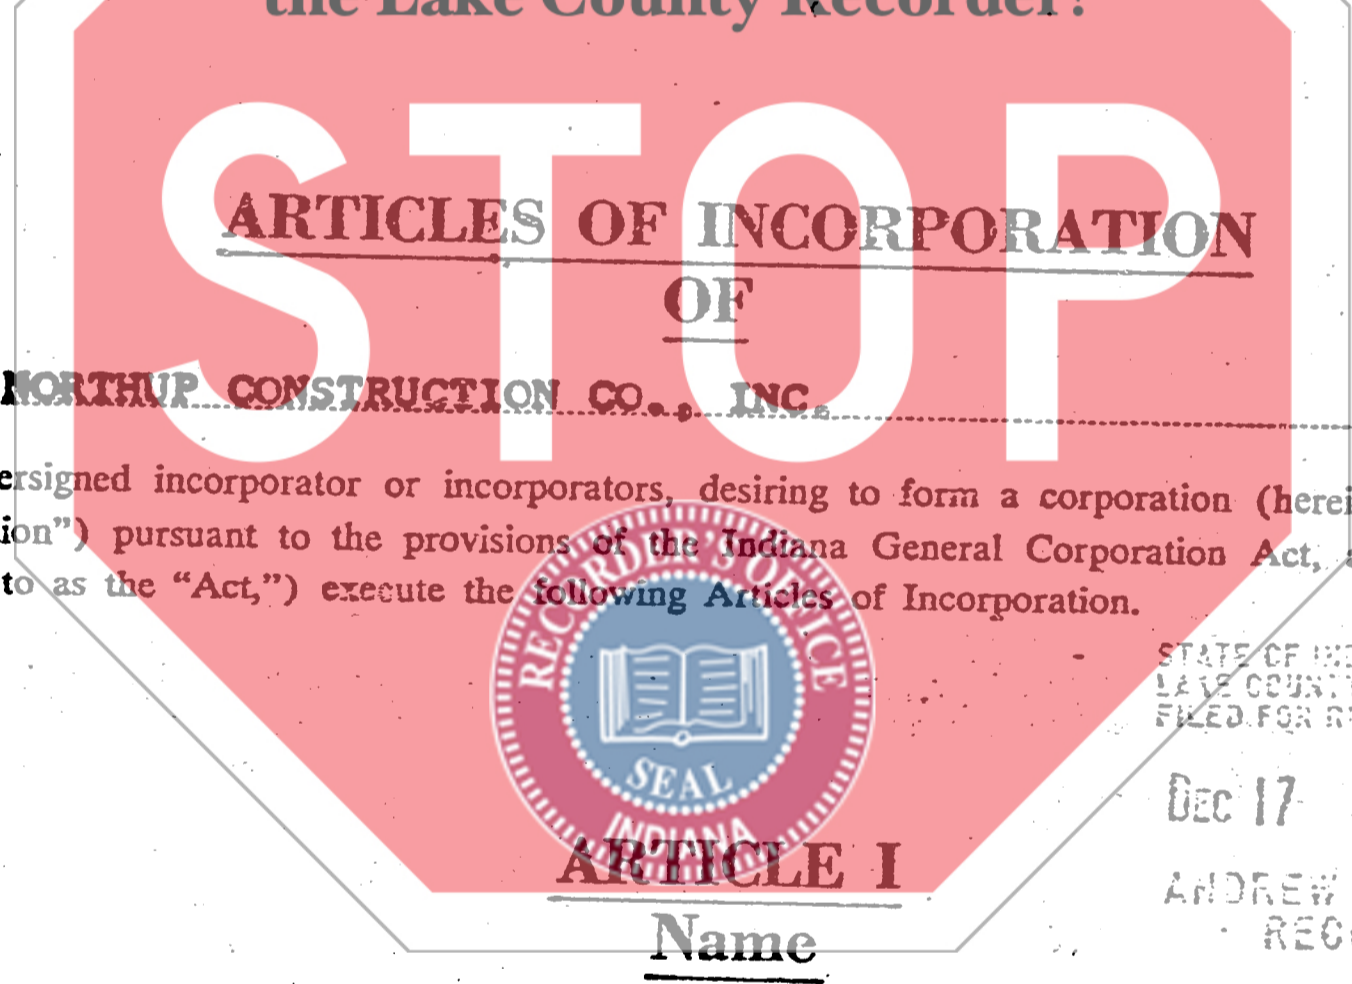 the Lake County Recorder!
STOP
ARTICLES OF INCORPORATION
OF
NORTHUP CONSTRUCTION CO., INC.
ersigned incorporator or incorporators, desiring to form a corporation (herei
ion") pursuant to the provisions of the Indiana General Corporation Act,
to as the “Act,”) execute the following Articles of Incorporation.
RECORDER'S OFFICE
SEAL
INDIANA
STATE OF IND
LAKE COUNT
FILED FOR R
DEC 17
ANDREW
REC
ARTICLE I
Name